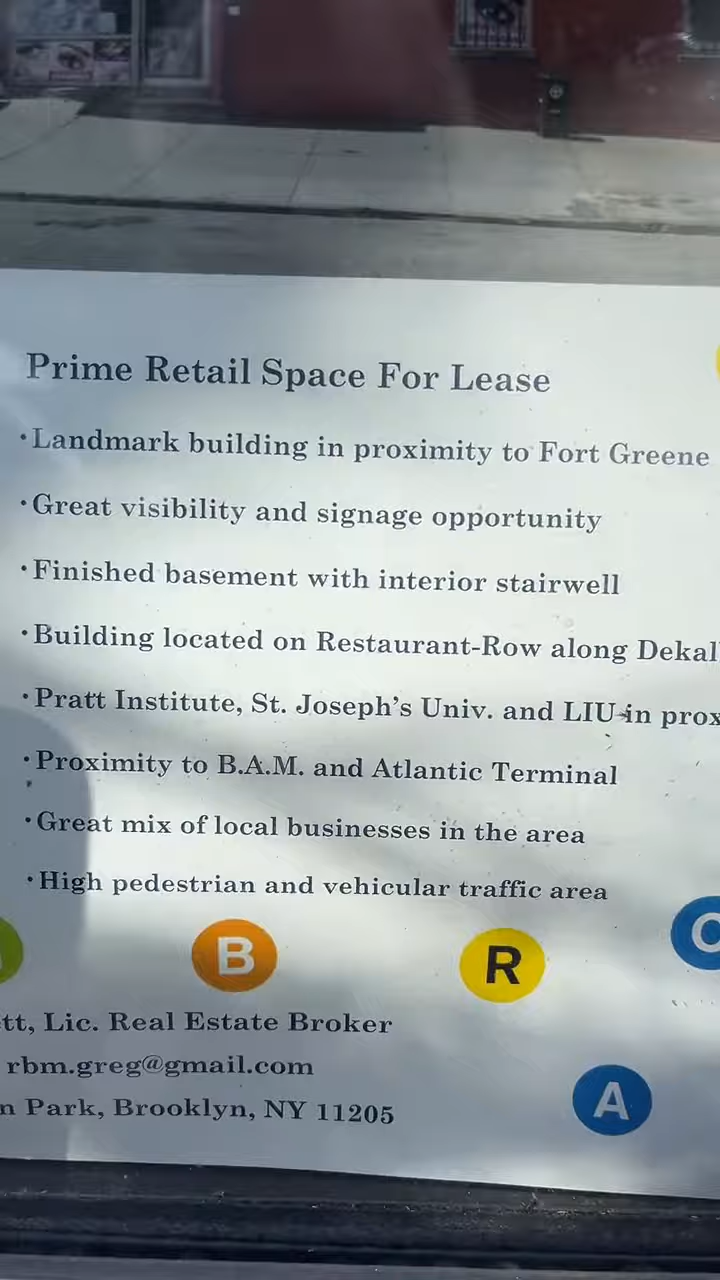 Prime Retail Space For Lease
·Landmark building in proximity to Fort Greene
·Great visibility and signage opportunity
·Finished basement with interior stairwell
·Building located on Restaurant-Row along Dekal
·Pratt Institute, St. Joseph's Univ. and LIU in prox
·Proximity to B.A.M. and Atlantic Terminal
·Great mix of local businesses in the area
·High pedestrian and vehicular traffic area
B R C
tt, Lic. Real Estate Broker
rbm.greg@gmail.com
n Park, Brooklyn, NY 11205
A